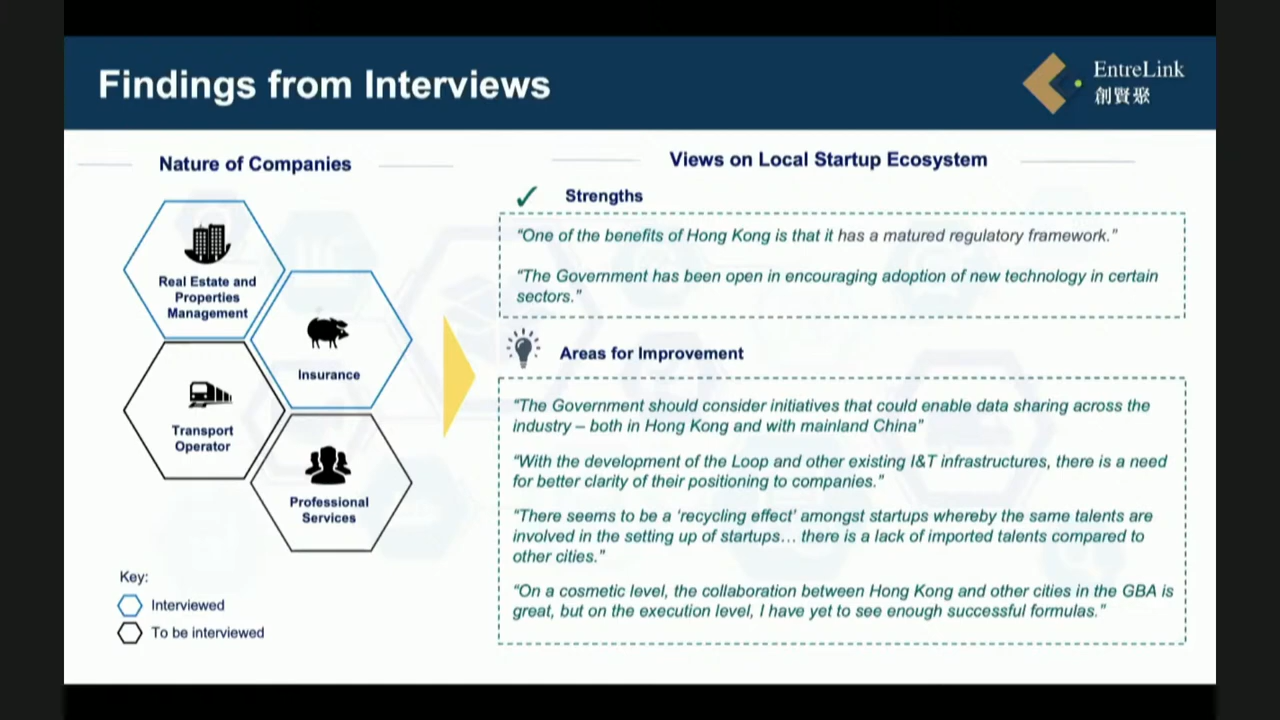 Findings from Interviews
EntreLink
創賢聚
Nature of Companies
Real Estate and
Properties
Management
Insurance
Transport
Operator
Professional
Services
Key:
Interviewed
To be interviewed
Views on Local Startup Ecosystem
Strengths
“One of the benefits of Hong Kong is that it has a matured regulatory framework.”
“The Government has been open in encouraging adoption of new technology in certain
sectors.”
Areas for Improvement
“The Government should consider initiatives that could enable data sharing across the
industry – both in Hong Kong and with mainland China”
“With the development of the Loop and other existing I&T infrastructures, there is a need
for better clarity of their positioning to companies.”
“There seems to be a ‘recycling effect’ amongst startups whereby the same talents are
involved in the setting up of startups… there is a lack of imported talents compared to
other cities.”
“On a cosmetic level, the collaboration between Hong Kong and other cities in the GBA is
great, but on the execution level, I have yet to see enough successful formulas.”